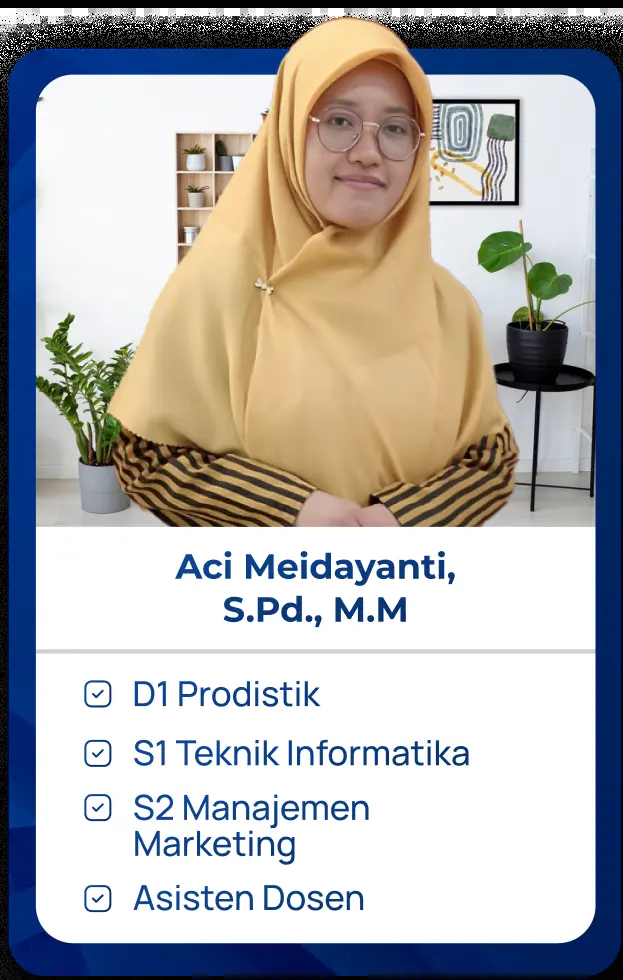 Aci Meidayanti,
S.Pd., M.M
D1 Prodistik
S1 Teknik Informatika
S2 Manajemen
Marketing
Asisten Dosen